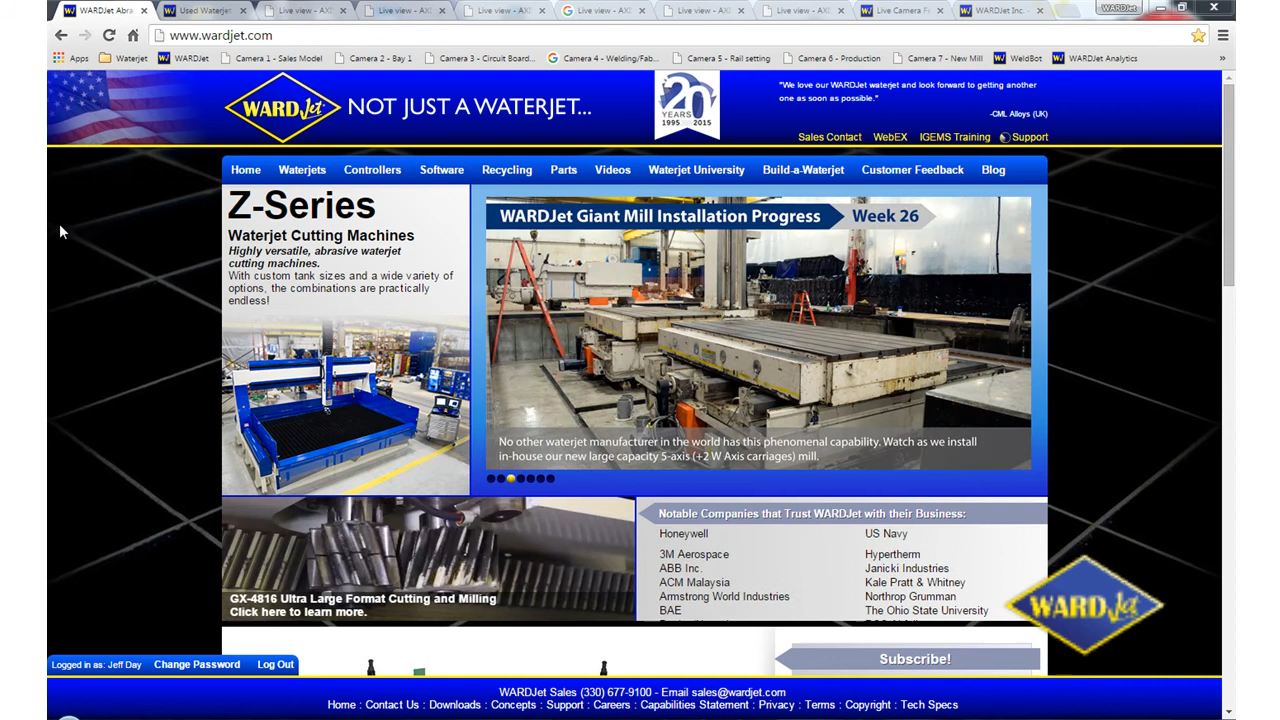 WARDJet Abra
Used Waterjet
Live view - AXI
Live view - AXI
Live view - AXI
Live view - AXI
Live view - AXI
Live view - AXI
Live Camera F
WARDJet Inc. -
WARDJet
www.wardjet.com
Apps
Waterjet
WARDJet
Camera 1 - Sales Model
Camera 2 - Bay 1
Camera 3 - Circuit Board...
Camera 4 - Welding/Fab...
Camera 5 - Rail setting
Camera 6 - Production
Camera 7 - New Mill
WeldBot
WARDJet Analytics
»
WARDJet
NOT JUST A WATERJET...
20
YEARS
1995 2015
"We love our WARDJet waterjet and look forward to getting another
one as soon as possible."
-CML Alloys (UK)
Sales Contact
WebEX
IGEMS Training
Support
Home
Waterjets
Controllers
Software
Recycling
Parts
Videos
Waterjet University
Build-a-Waterjet
Customer Feedback
Blog
Z-Series
Waterjet Cutting Machines
Highly versatile, abrasive waterjet
cutting machines.
With custom tank sizes and a wide variety of
options, the combinations are practically
endless!
WARDJet Giant Mill Installation Progress
Week 26
No other waterjet manufacturer in the world has this phenomenal capability. Watch as we install
in-house our new large capacity 5-axis (+2 W Axis carriages) mill.
GX-4816 Ultra Large Format Cutting and Milling
Click here to learn more.
Notable Companies that Trust WARDJet with their Business:
Honeywell
US Navy
3M Aerospace
Hypertherm
ABB Inc.
Janicki Industries
ACM Malaysia
Kale Pratt & Whitney
Armstrong World Industries
Northrop Grumman
BAE
The Ohio State University
WARDJet
Subscribe!
Logged in as: Jeff Day
Change Password
Log Out
WARDJet Sales (330) 677-9100 - Email sales@wardjet.com
Home : Contact Us : Downloads : Concepts : Support : Careers : Capabilities Statement : Privacy : Terms : Copyright : Tech Specs